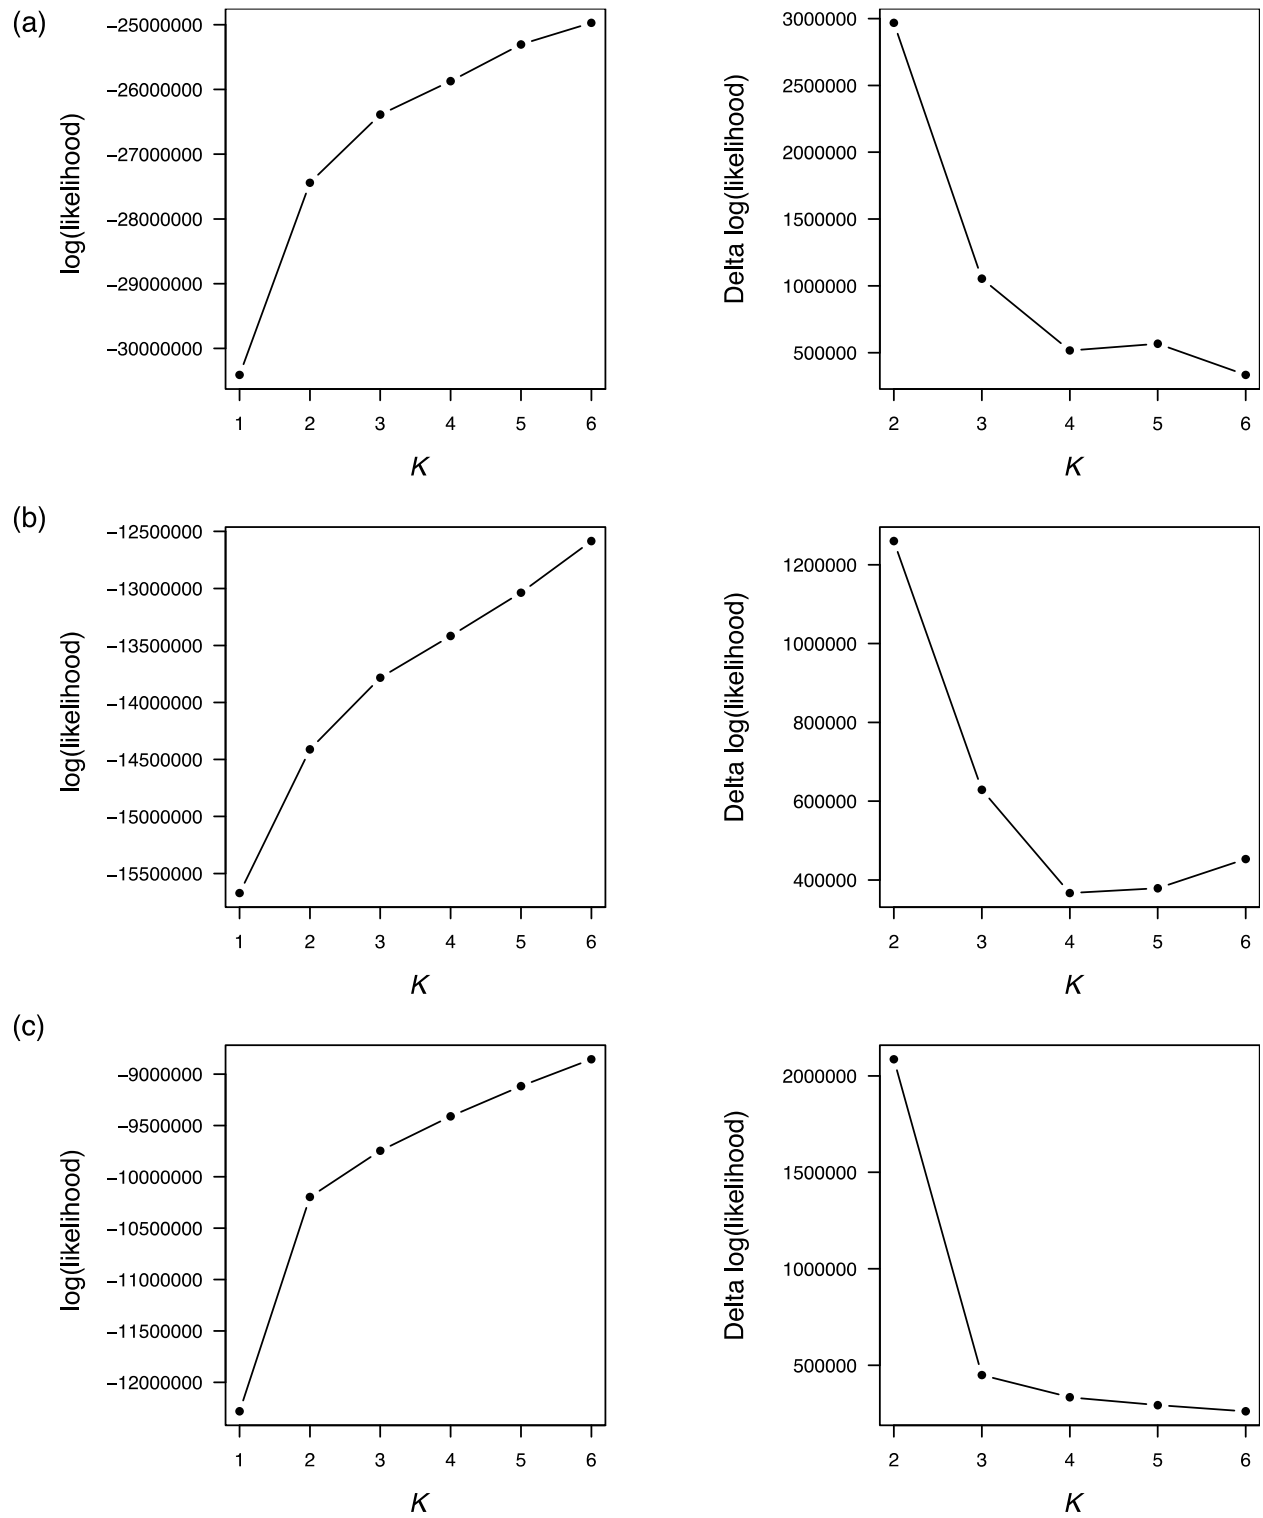 (a)
−25000000
−26000000
−27000000
−28000000
−29000000
−30000000
log(likelihood)
1 2 3 4 5 6
K
3000000
2500000
2000000
1500000
1000000
500000
Delta log(likelihood)
2 3 4 5 6
K
(b)
−12500000
−13000000
−13500000
−14000000
−14500000
−15000000
−15500000
log(likelihood)
1 2 3 4 5 6
K
1200000
1000000
800000
600000
400000
Delta log(likelihood)
2 3 4 5 6
K
(c)
−9000000
−9500000
−10000000
−10500000
−11000000
−11500000
−12000000
log(likelihood)
1 2 3 4 5 6
K
2000000
1500000
1000000
500000
Delta log(likelihood)
2 3 4 5 6
K